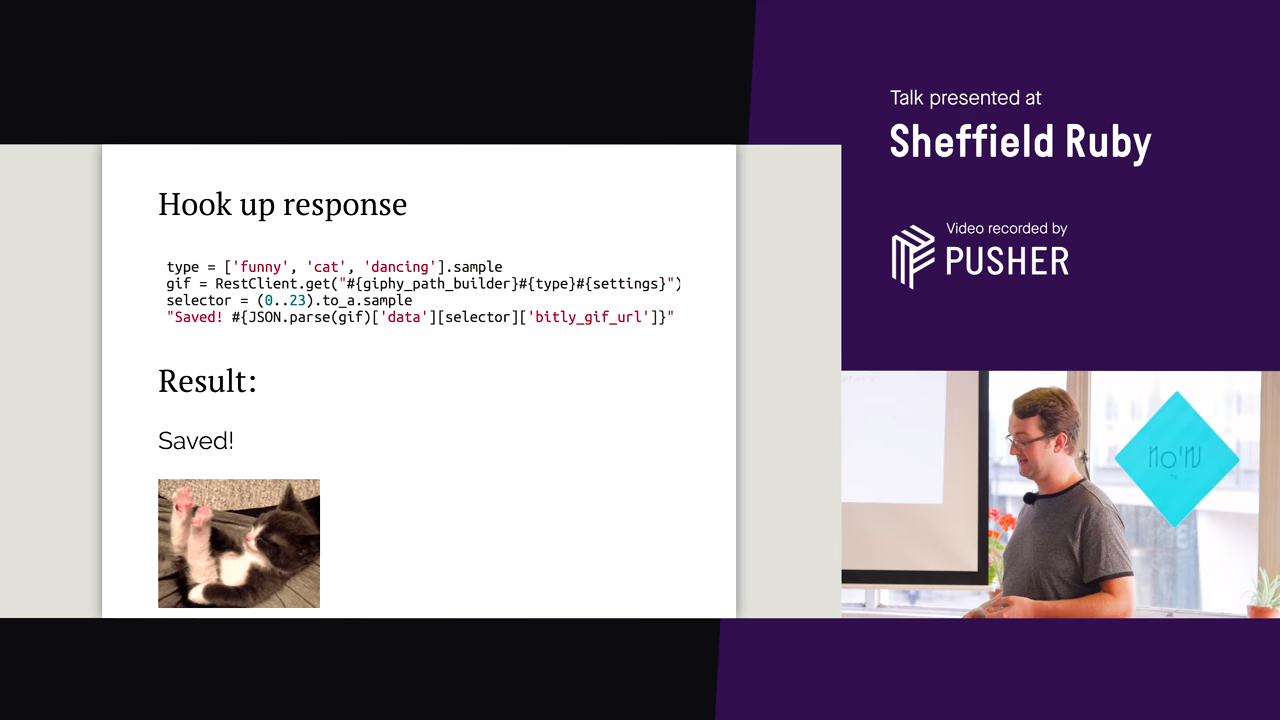 Talk presented at
Sheffield Ruby
Video recorded by
PUSHER
Hook up response
type = ['funny', 'cat', 'dancing'].sample
gif = RestClient.get("#{giphy_path_builder}#{type}#{settings}")
selector = (0..23).to_a.sample
"Saved! #{JSON.parse(gif)['data'][selector]['bitly_gif_url']}"
Result:
Saved!